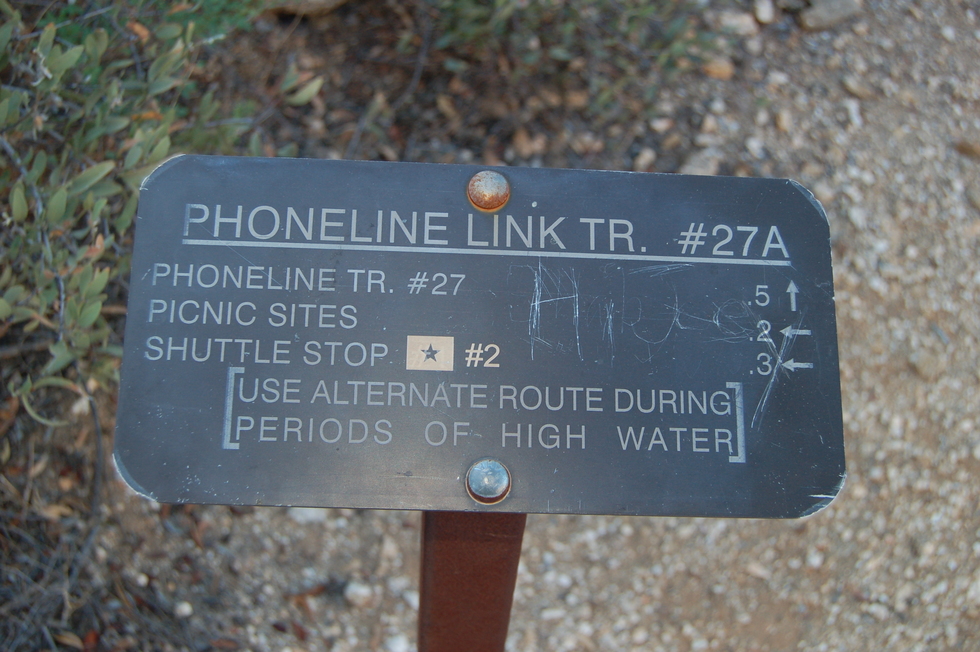 PHONELINE LINK TR. #27A
PHONELINE TR. #27 .5 ↑
PICNIC SITES .2 ←
SHUTTLE STOP ★ #2 .3 ←
[USE ALTERNATE ROUTE DURING
PERIODS OF HIGH WATER]